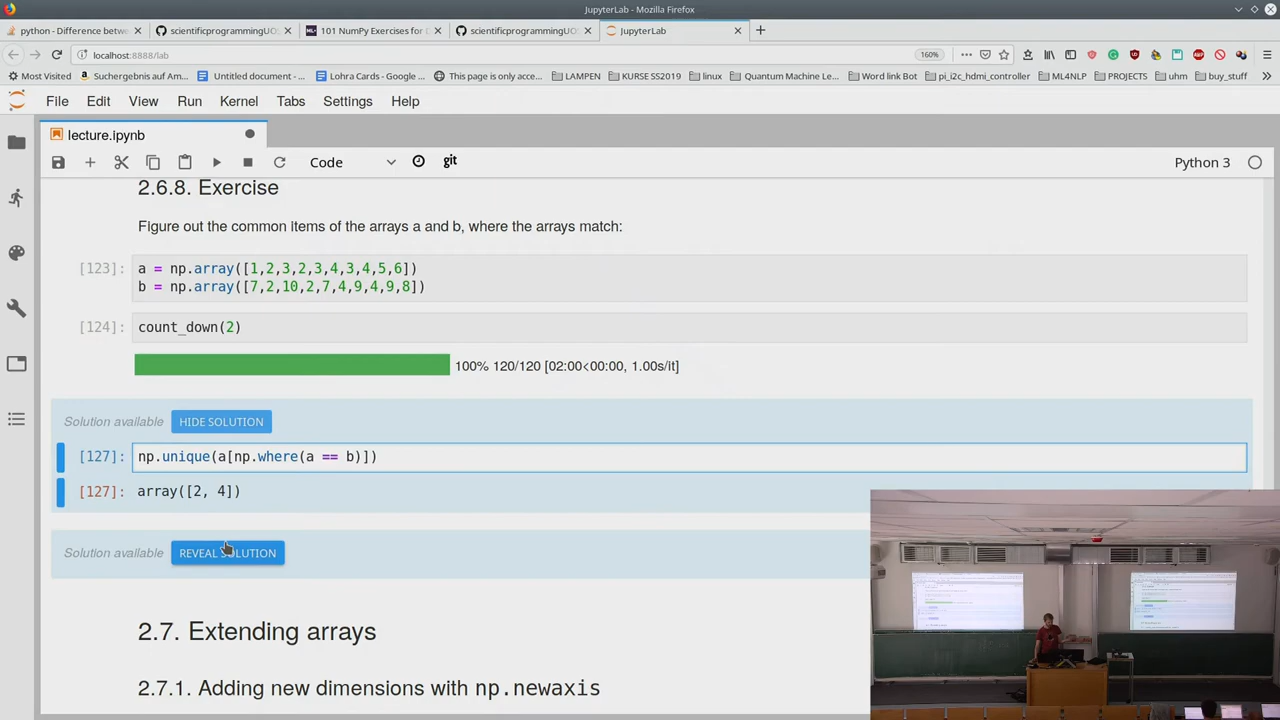 JupyterLab - Mozilla Firefox
python - Difference betwe
scientificprogrammingUO
101 NumPy Exercises for D
scientificprogrammingUO
JupyterLab
localhost:8888/lab
160%
Most Visited
Suchergebnis auf Am...
Untitled document - ...
Lohra Cards - Google ...
This page is only acce...
LAMPEN
KURSE SS2019
linux
Quantum Machine Le...
Word link Bot
pi_i2c_hdmi_controller
ML4NLP
PROJECTS
uhm
buy_stuff
File Edit View Run Kernel Tabs Settings Help
lecture.ipynb
Code
git
Python 3
2.6.8. Exercise
Figure out the common items of the arrays a and b, where the arrays match:
[123]: a = np.array([1,2,3,2,3,4,3,4,5,6])
b = np.array([7,2,10,2,7,4,9,4,9,8])
[124]: count_down(2)
100% 120/120 [02:00<00:00, 1.00s/it]
Solution available HIDE SOLUTION
[127]: np.unique(a[np.where(a == b)])
[127]: array([2, 4])
Solution available REVEAL SOLUTION
2.7. Extending arrays
2.7.1. Adding new dimensions with np.newaxis